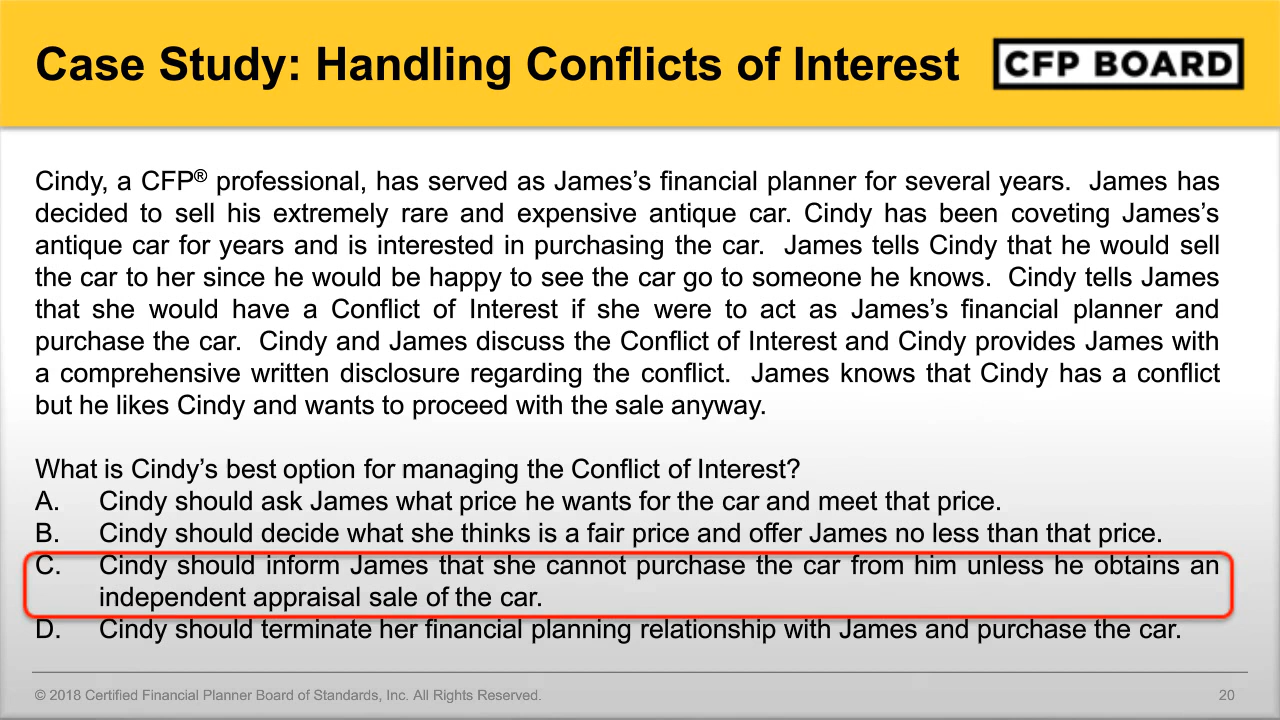 Case Study: Handling Conflicts of Interest
CFP BOARD
Cindy, a CFP® professional, has served as James’s financial planner for several years. James has
decided to sell his extremely rare and expensive antique car. Cindy has been coveting James’s
antique car for years and is interested in purchasing the car. James tells Cindy that he would sell
the car to her since he would be happy to see the car go to someone he knows. Cindy tells James
that she would have a Conflict of Interest if she were to act as James’s financial planner and
purchase the car. Cindy and James discuss the Conflict of Interest and Cindy provides James with
a comprehensive written disclosure regarding the conflict. James knows that Cindy has a conflict
but he likes Cindy and wants to proceed with the sale anyway.
What is Cindy’s best option for managing the Conflict of Interest?
A. Cindy should ask James what price he wants for the car and meet that price.
B. Cindy should decide what she thinks is a fair price and offer James no less than that price.
C. Cindy should inform James that she cannot purchase the car from him unless he obtains an
independent appraisal sale of the car.
D. Cindy should terminate her financial planning relationship with James and purchase the car.
© 2018 Certified Financial Planner Board of Standards, Inc. All Rights Reserved.
20